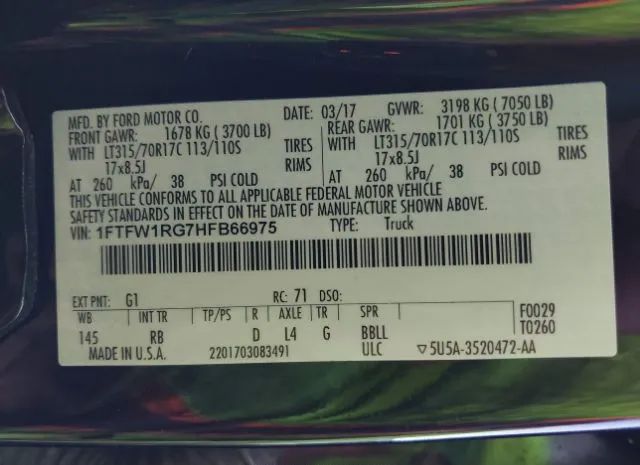 MFD. BY FORD MOTOR CO. DATE: 03/17 GVWR: 3198 KG ( 7050 LB)
FRONT GAWR: 1678 KG ( 3700 LB) REAR GAWR: 1701 KG ( 3750 LB)
WITH LT315/70R17C 113/110S TIRES WITH LT315/70R17C 113/110S TIRES
17x8.5J RIMS 17x8.5J RIMS
AT 260 kPa/ 38 PSI COLD AT 260 kPa/ 38 PSI COLD
THIS VEHICLE CONFORMS TO ALL APPLICABLE FEDERAL MOTOR VEHICLE
SAFETY STANDARDS IN EFFECT ON THE DATE OF MANUFACTURE SHOWN ABOVE.
VIN: 1FTFW1RG7HFB66975 TYPE: Truck
EXT PNT: G1 RC: 71 DSO:
WB INT TR TP/PS R AXLE TR SPR F0029
145 RB D L4 G BBLL T0260
MADE IN U.S.A. 2201703083491 ULC ▽5U5A-3520472-AA